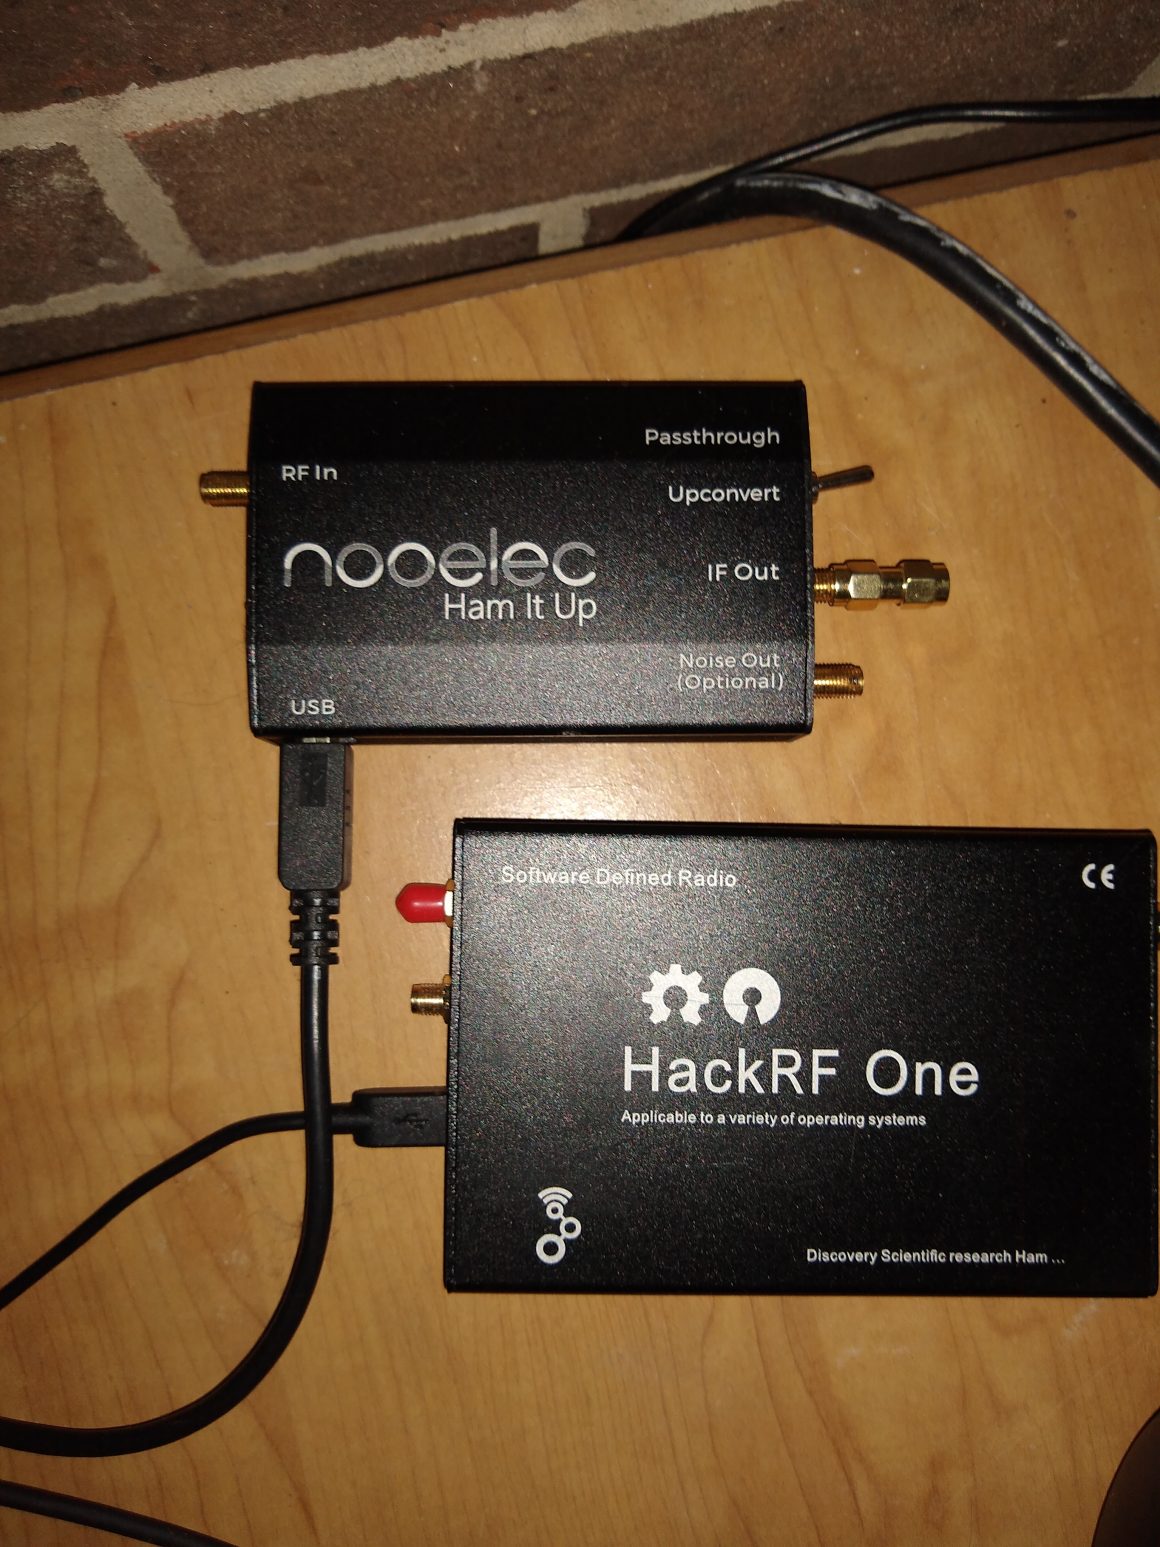 Passthrough
RF In
Upconvert
nooelec
IF Out
Ham It Up
Noise Out
(Optional)
USB
Software Defined Radio
CE
HackRF One
Applicable to a variety of operating systems
Discovery Scientific research Ham ...